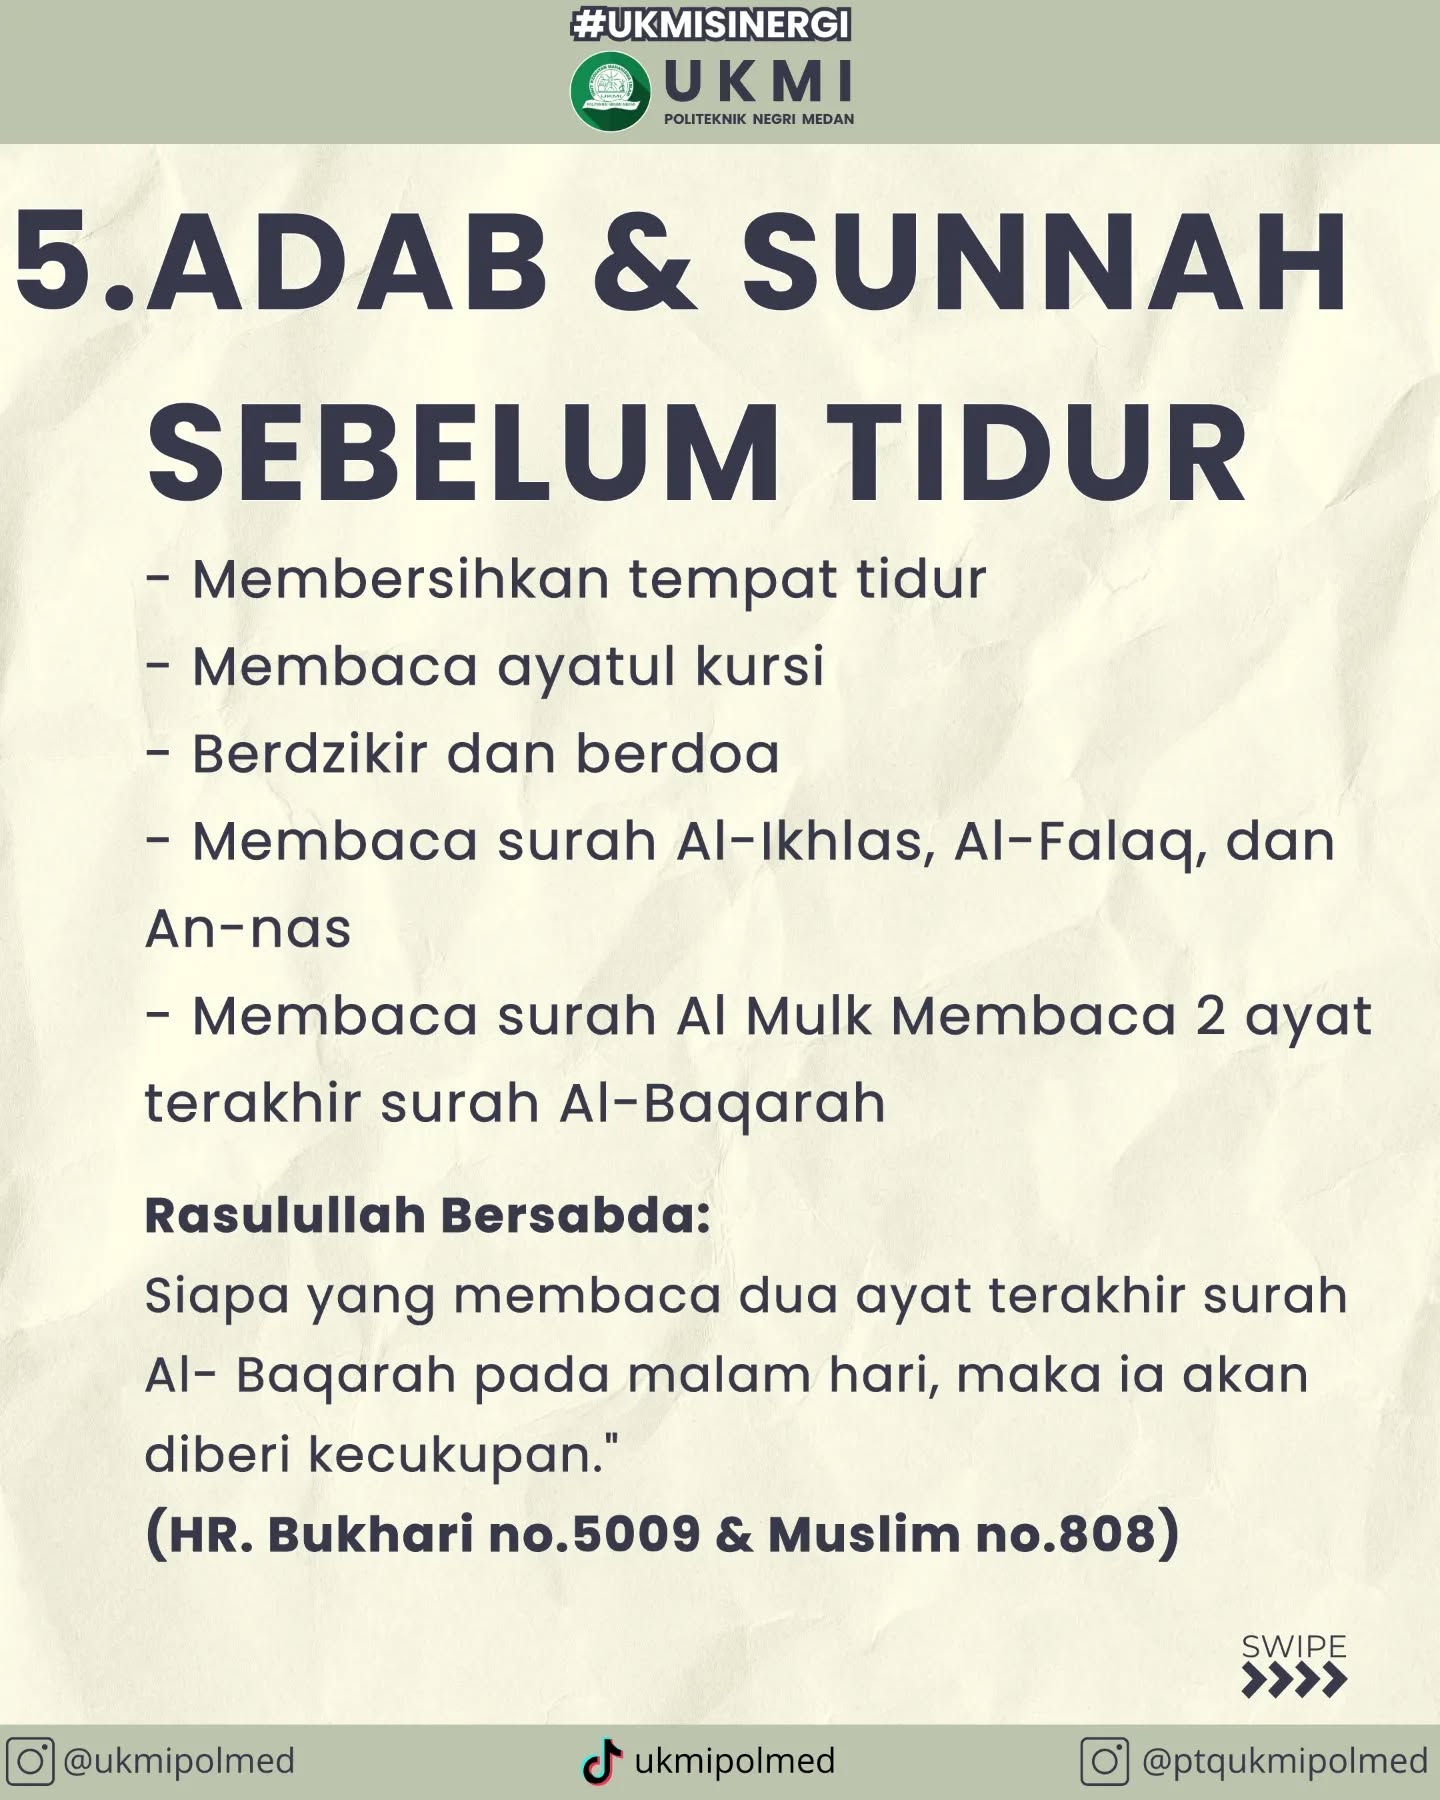 #UKMISINERGI
UKMI
POLITEKNIK NEGRI MEDAN
5.ADAB & SUNNAH
SEBELUM TIDUR
- Membersihkan tempat tidur
- Membaca ayatul kursi
- Berdzikir dan berdoa
- Membaca surah Al-Ikhlas, Al-Falaq, dan
An-nas
- Membaca surah Al Mulk Membaca 2 ayat
terakhir surah Al-Baqarah
Rasulullah Bersabda:
Siapa yang membaca dua ayat terakhir surah
Al- Baqarah pada malam hari, maka ia akan
diberi kecukupan."
(HR. Bukhari no.5009 & Muslim no.808)
SWIPE
@ukmipolmed
ukmipolmed
@ptqukmipolmed